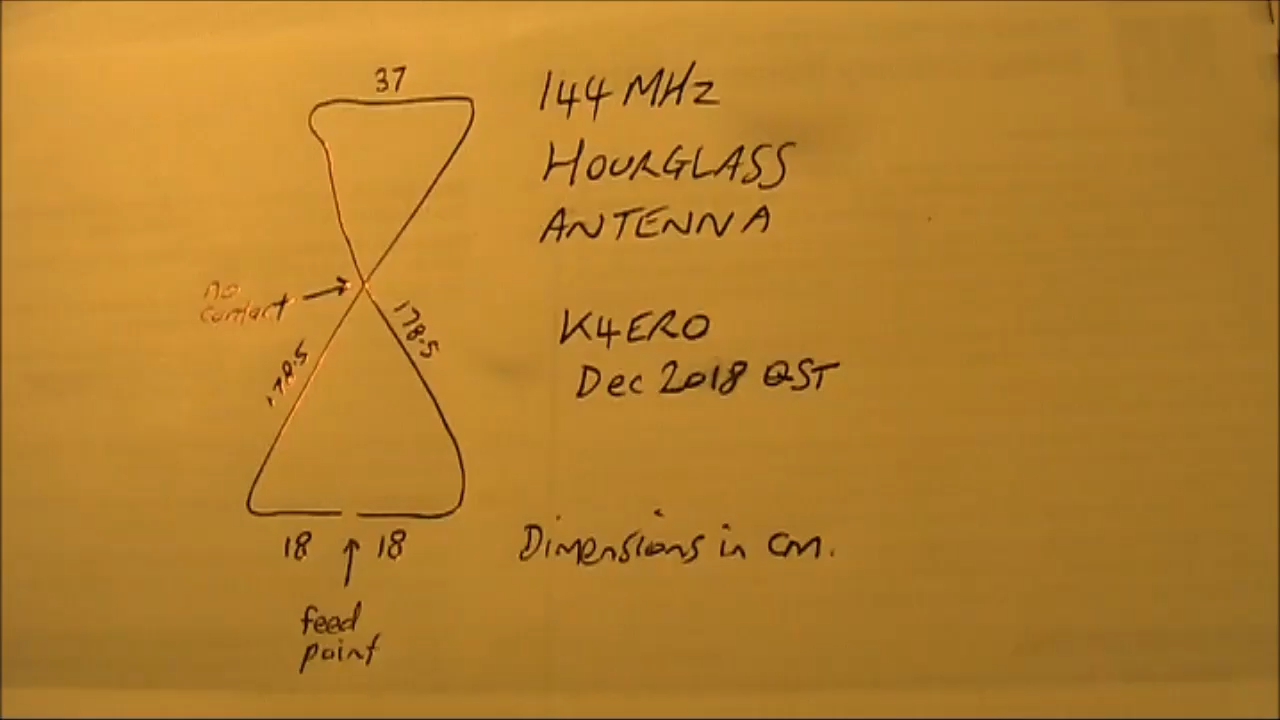 37
144 MHz
HOURGLASS
ANTENNA
no
contact
178.5
178.5
K4ERO
Dec 2018 QST
18
18
Dimensions in cm.
feed
point